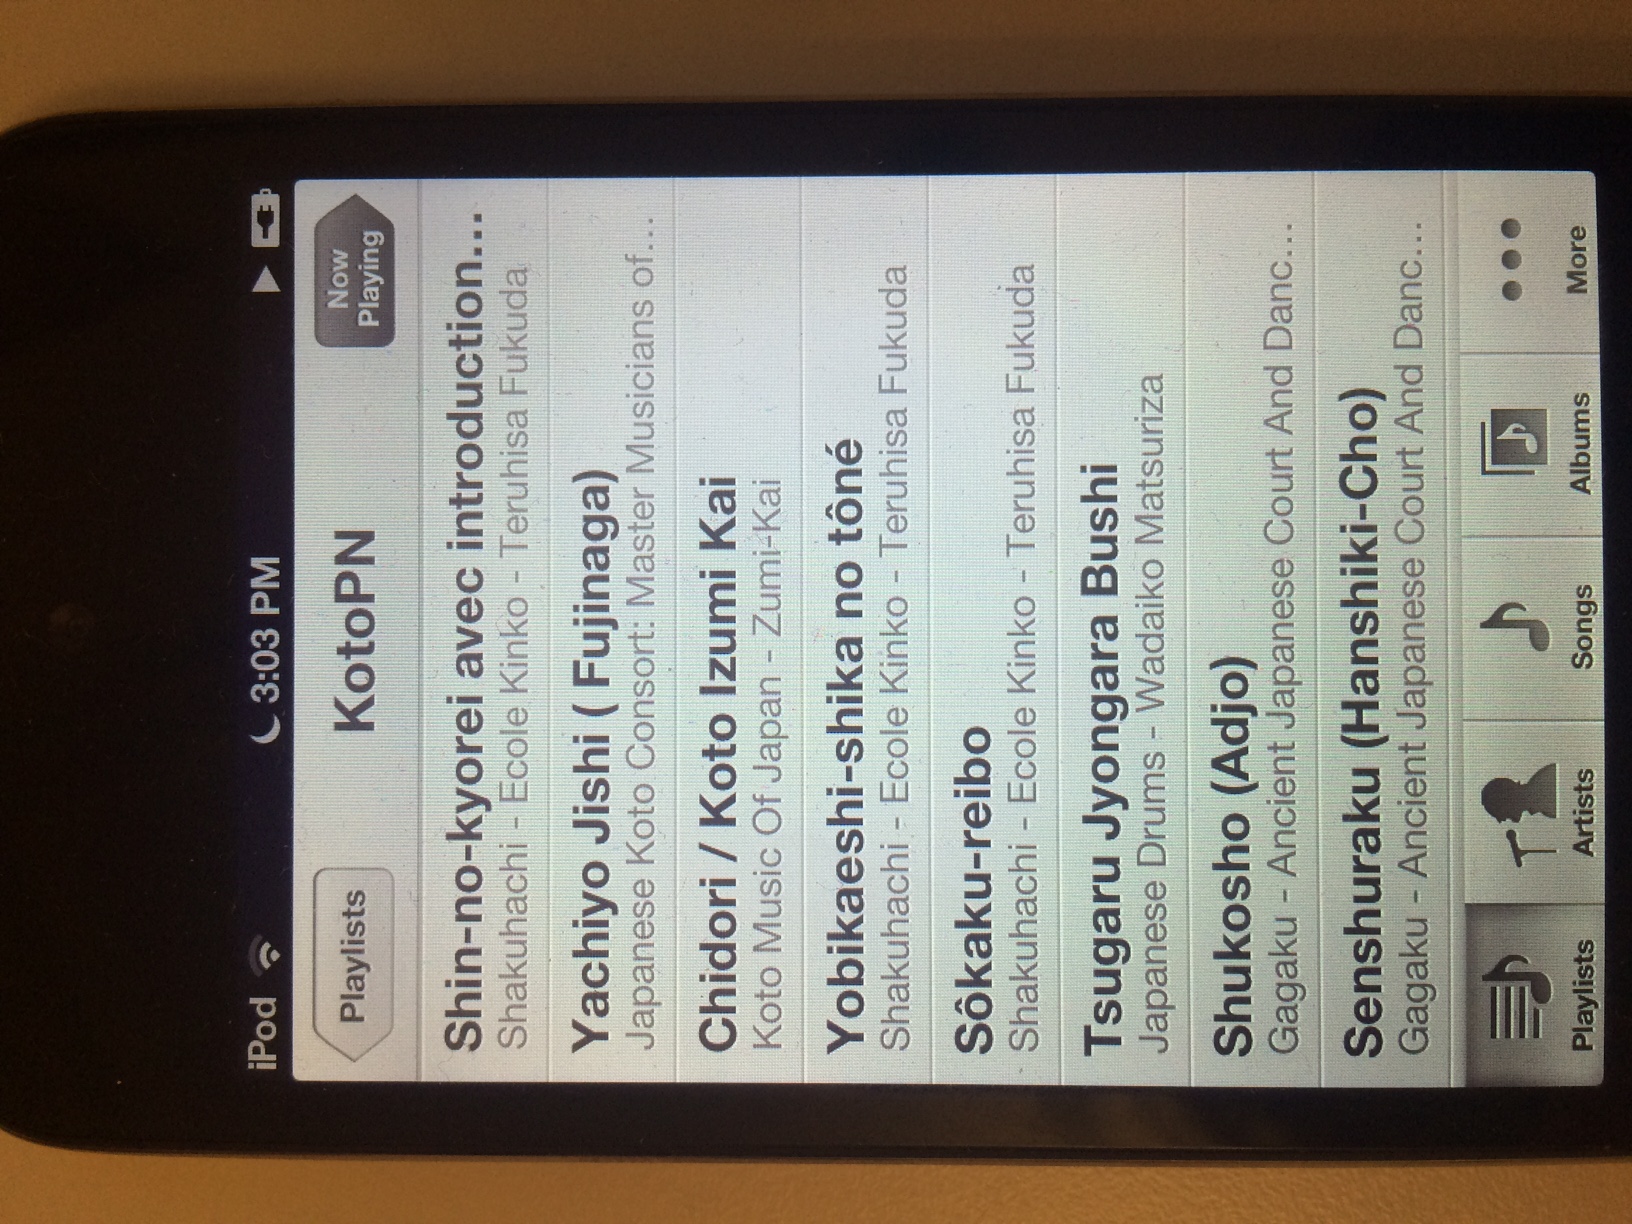 iPod 3:03 PM
Playlists KotoPN Now Playing
Shin-no-kyorei avec introduction...
Shakuhachi - Ecole Kinko - Teruhisa Fukuda
Yachiyo Jishi ( Fujinaga)
Japanese Koto Consort: Master Musicians of...
Chidori / Koto Izumi Kai
Koto Music Of Japan - Zumi-Kai
Yobikaeshi-shika no tôné
Shakuhachi - Ecole Kinko - Teruhisa Fukuda
Sôkaku-reibo
Shakuhachi - Ecole Kinko - Teruhisa Fukuda
Tsugaru Jyongara Bushi
Japanese Drums - Wadaiko Matsuriza
Shukosho (Adjo)
Gagaku - Ancient Japanese Court And Danc...
Senshuraku (Hanshiki-Cho)
Gagaku - Ancient Japanese Court And Danc...
Playlists Artists Songs Albums More